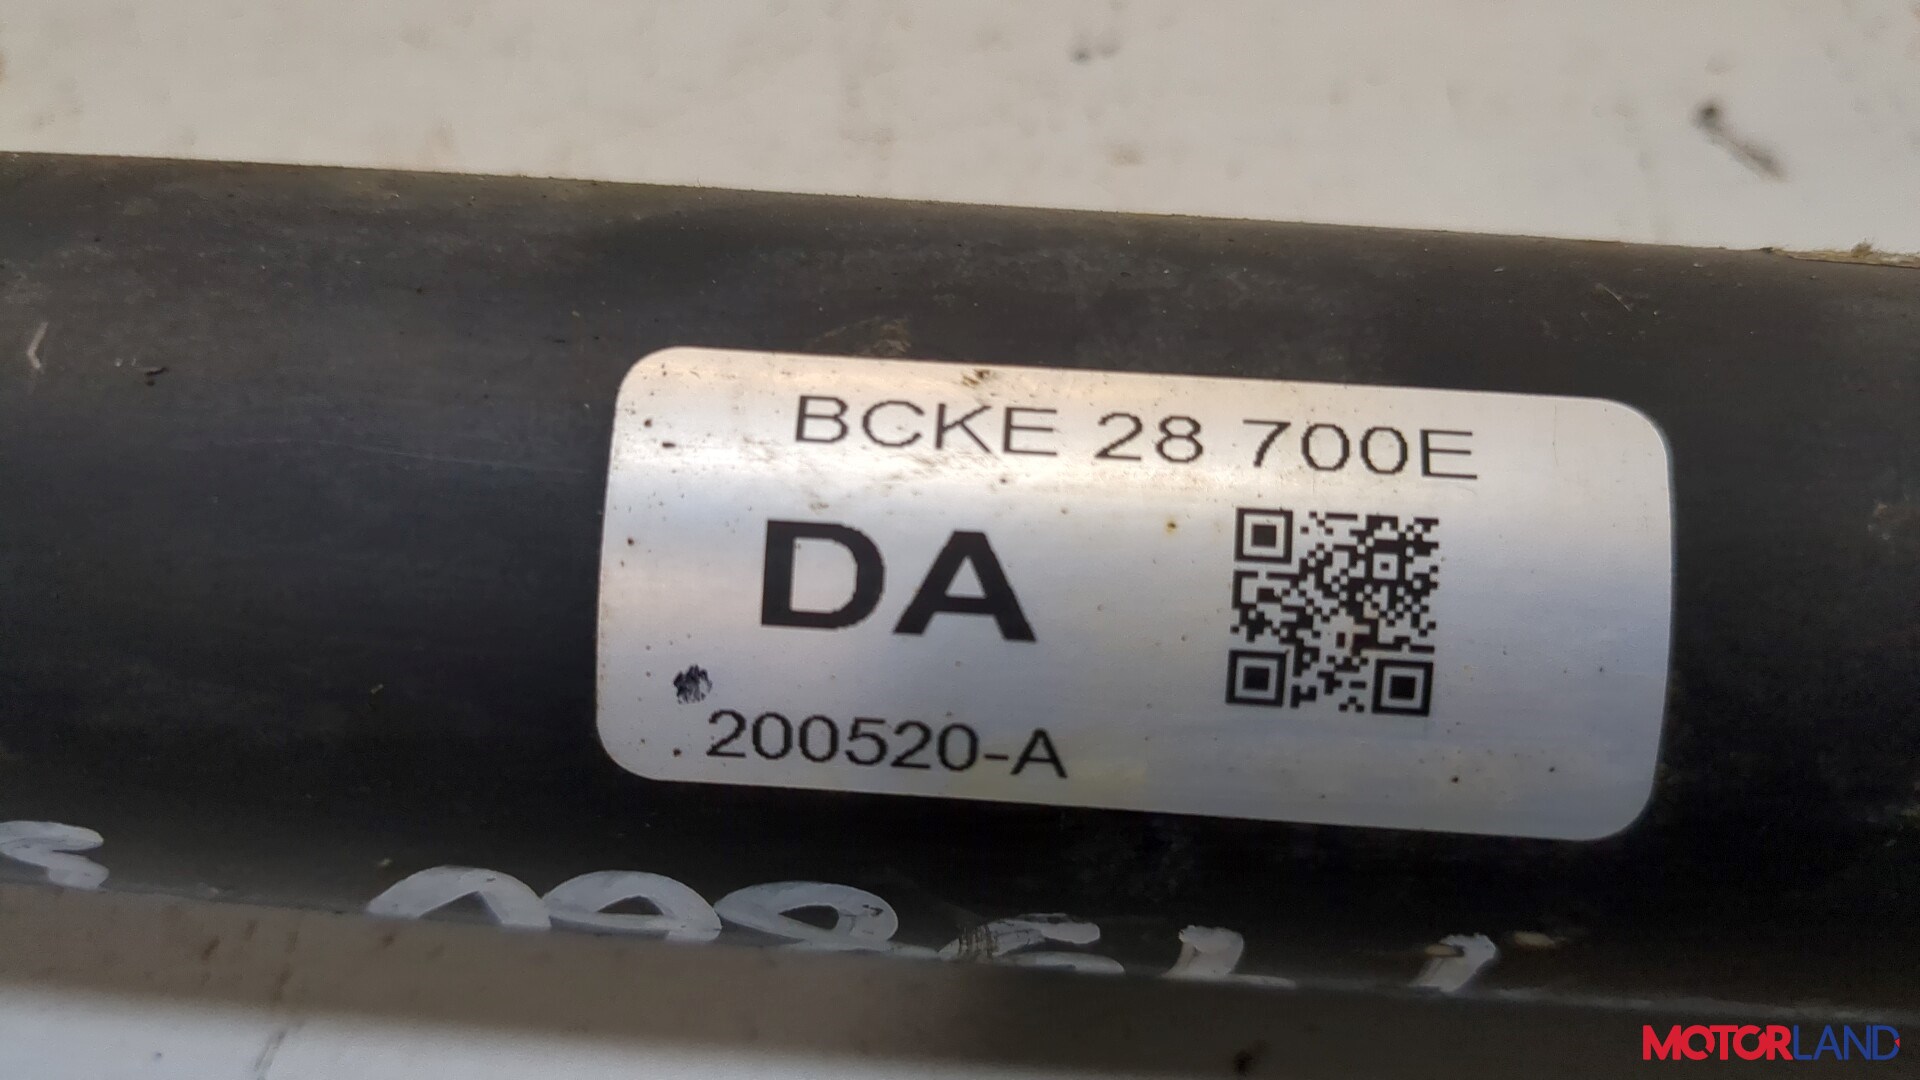 BCKE 28 700E
DA
200520-A
MOTORLAND